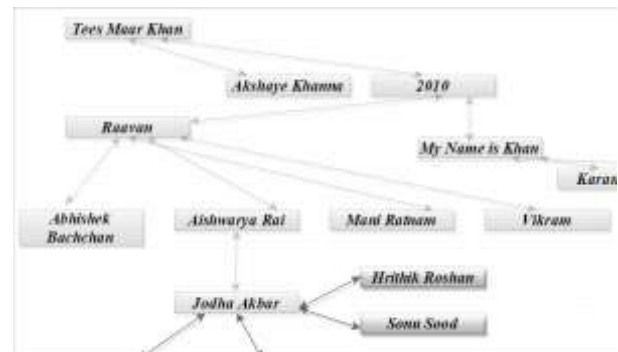 Tees Maar Khan
Akshaye Khanna
2010
Raavan
My Name is Khan
Karan
Abhishek
Bachchan
Aishwarya Rai
Mani Ratnam
Vikram
Hrithik Roshan
Jodha Akbar
Sonu Sood